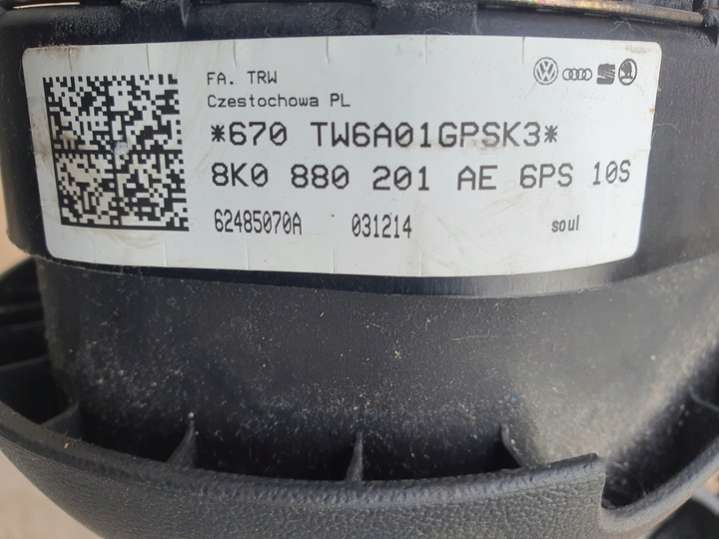 FA. TRW
Czestochowa PL
*670 TW6A01GPSK3*
8K0 880 201 AE 6PS 10S
62485070A 031214 soul